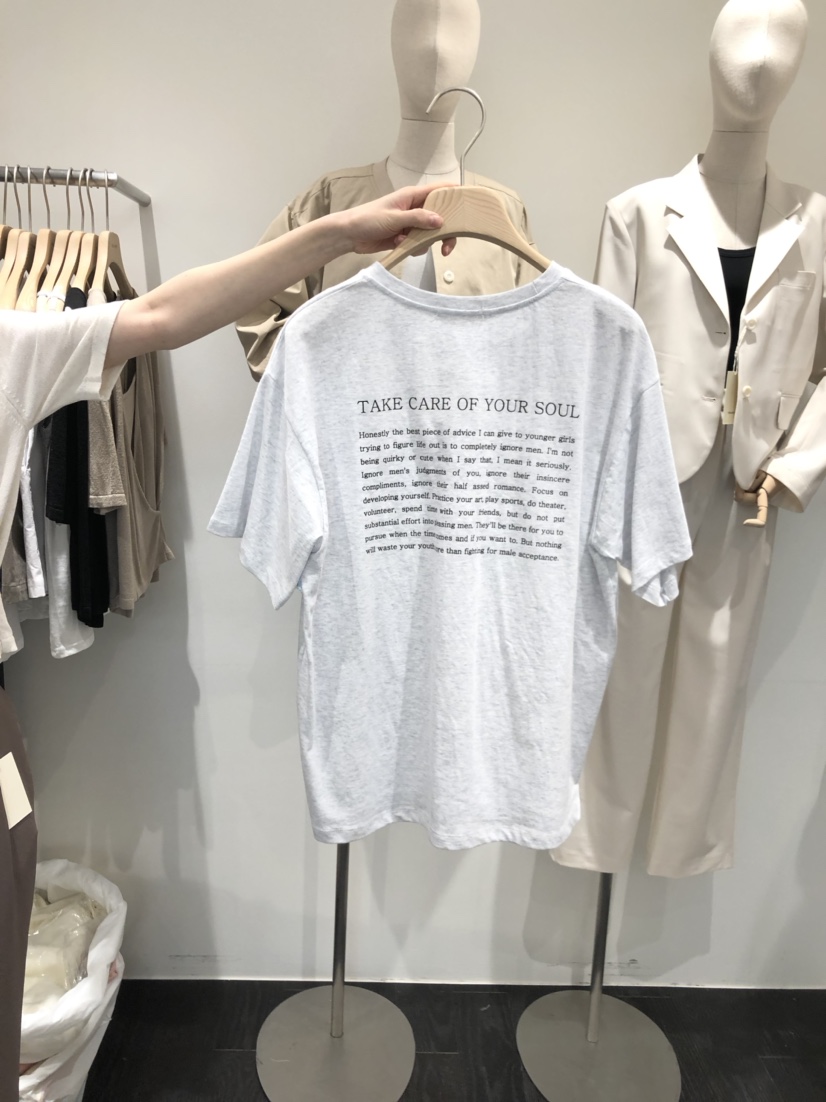 TAKE CARE OF YOUR SOUL
Honestly the best piece of advice I can give to younger girls
trying to figure life out is to completely ignore men. I'm not
being quirky or cute when I say that, I mean it seriously.
Ignore men's judgments of you, ignore their insincere
compliments, ignore their half assed romance. Focus on
developing yourself. Practice your art, play sports, do theater,
volunteer, spend time with your friends, but do not put
substantial effort into men. They'll be there for you to
pursue when the time comes and if you want to. But nothing
will waste your than fighting for male acceptance.